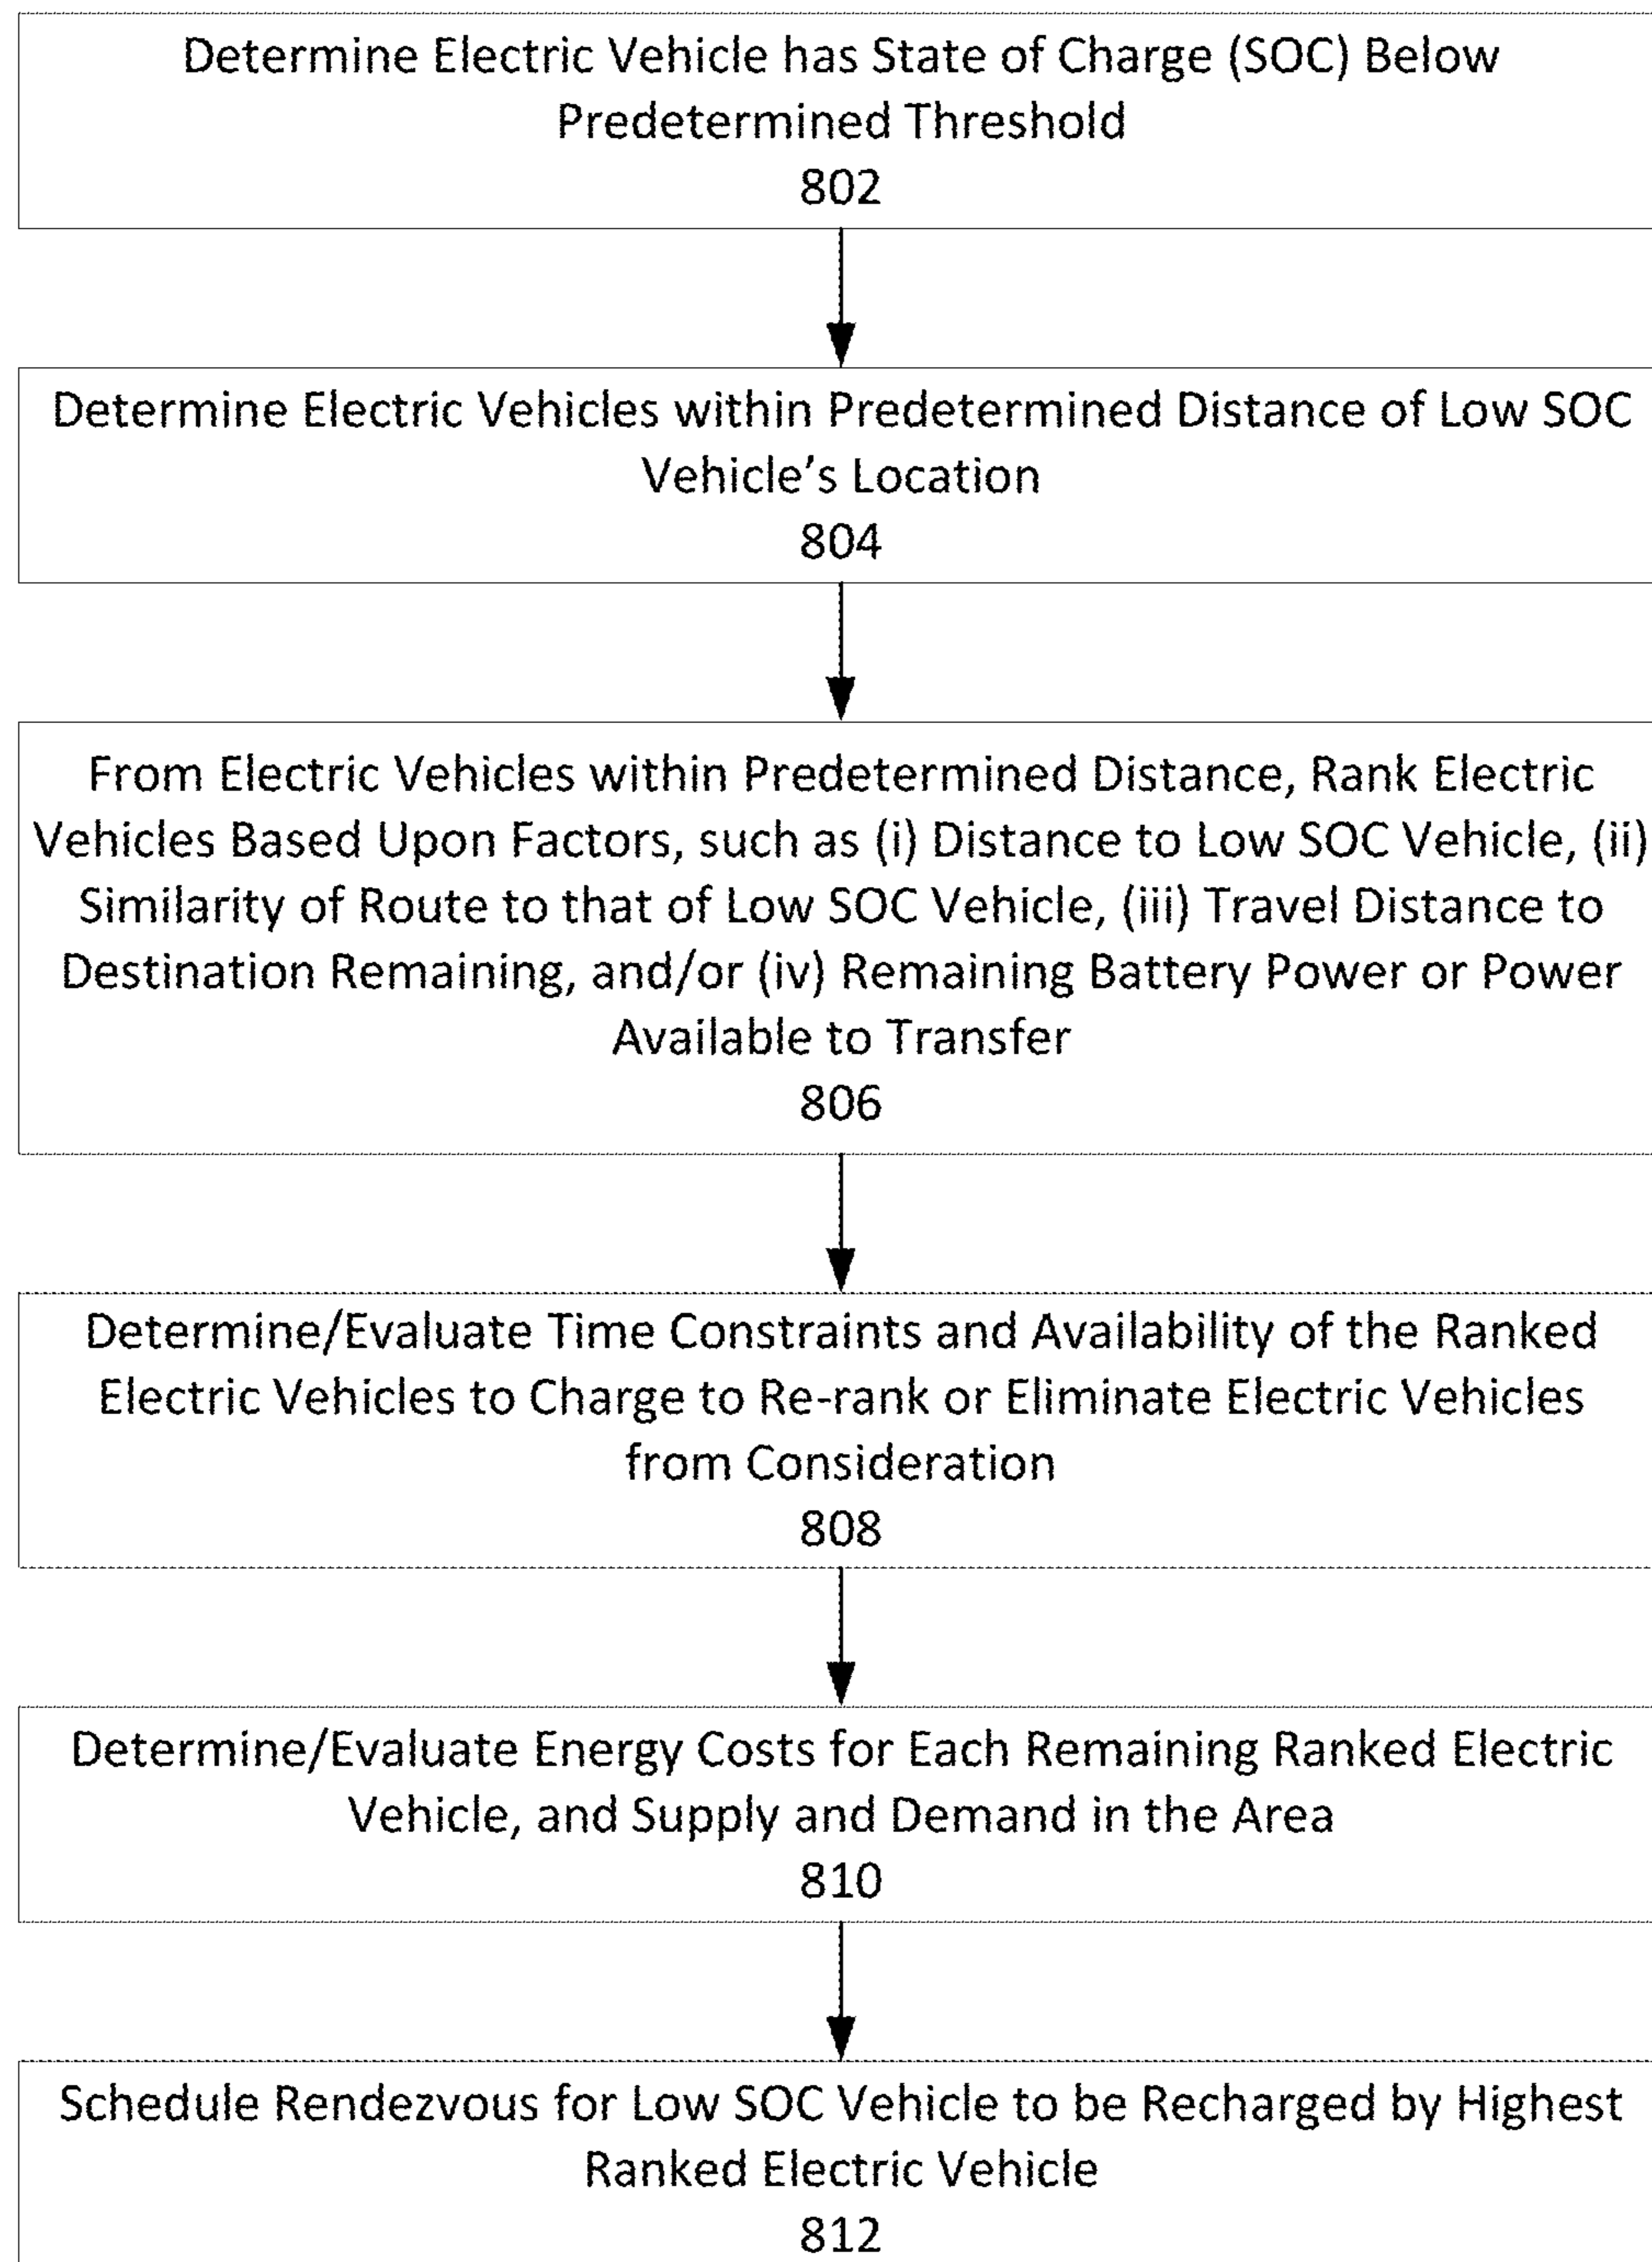 Determine Electric Vehicle has State of Charge (SOC) Below
Predetermined Threshold
802
Determine Electric Vehicles within Predetermined Distance of Low SOC
Vehicle's Location
804
From Electric Vehicles within Predetermined Distance, Rank Electric
Vehicles Based Upon Factors, such as (i) Distance to Low SOC Vehicle, (ii)
Similarity of Route to that of Low SOC Vehicle, (iii) Travel Distance to
Destination Remaining, and/or (iv) Remaining Battery Power or Power
Available to Transfer
806
Determine/Evaluate Time Constraints and Availability of the Ranked
Electric Vehicles to Charge to Re-rank or Eliminate Electric Vehicles
from Consideration
808
Determine/Evaluate Energy Costs for Each Remaining Ranked Electric
Vehicle, and Supply and Demand in the Area
810
Schedule Rendezvous for Low SOC Vehicle to be Recharged by Highest
Ranked Electric Vehicle
812